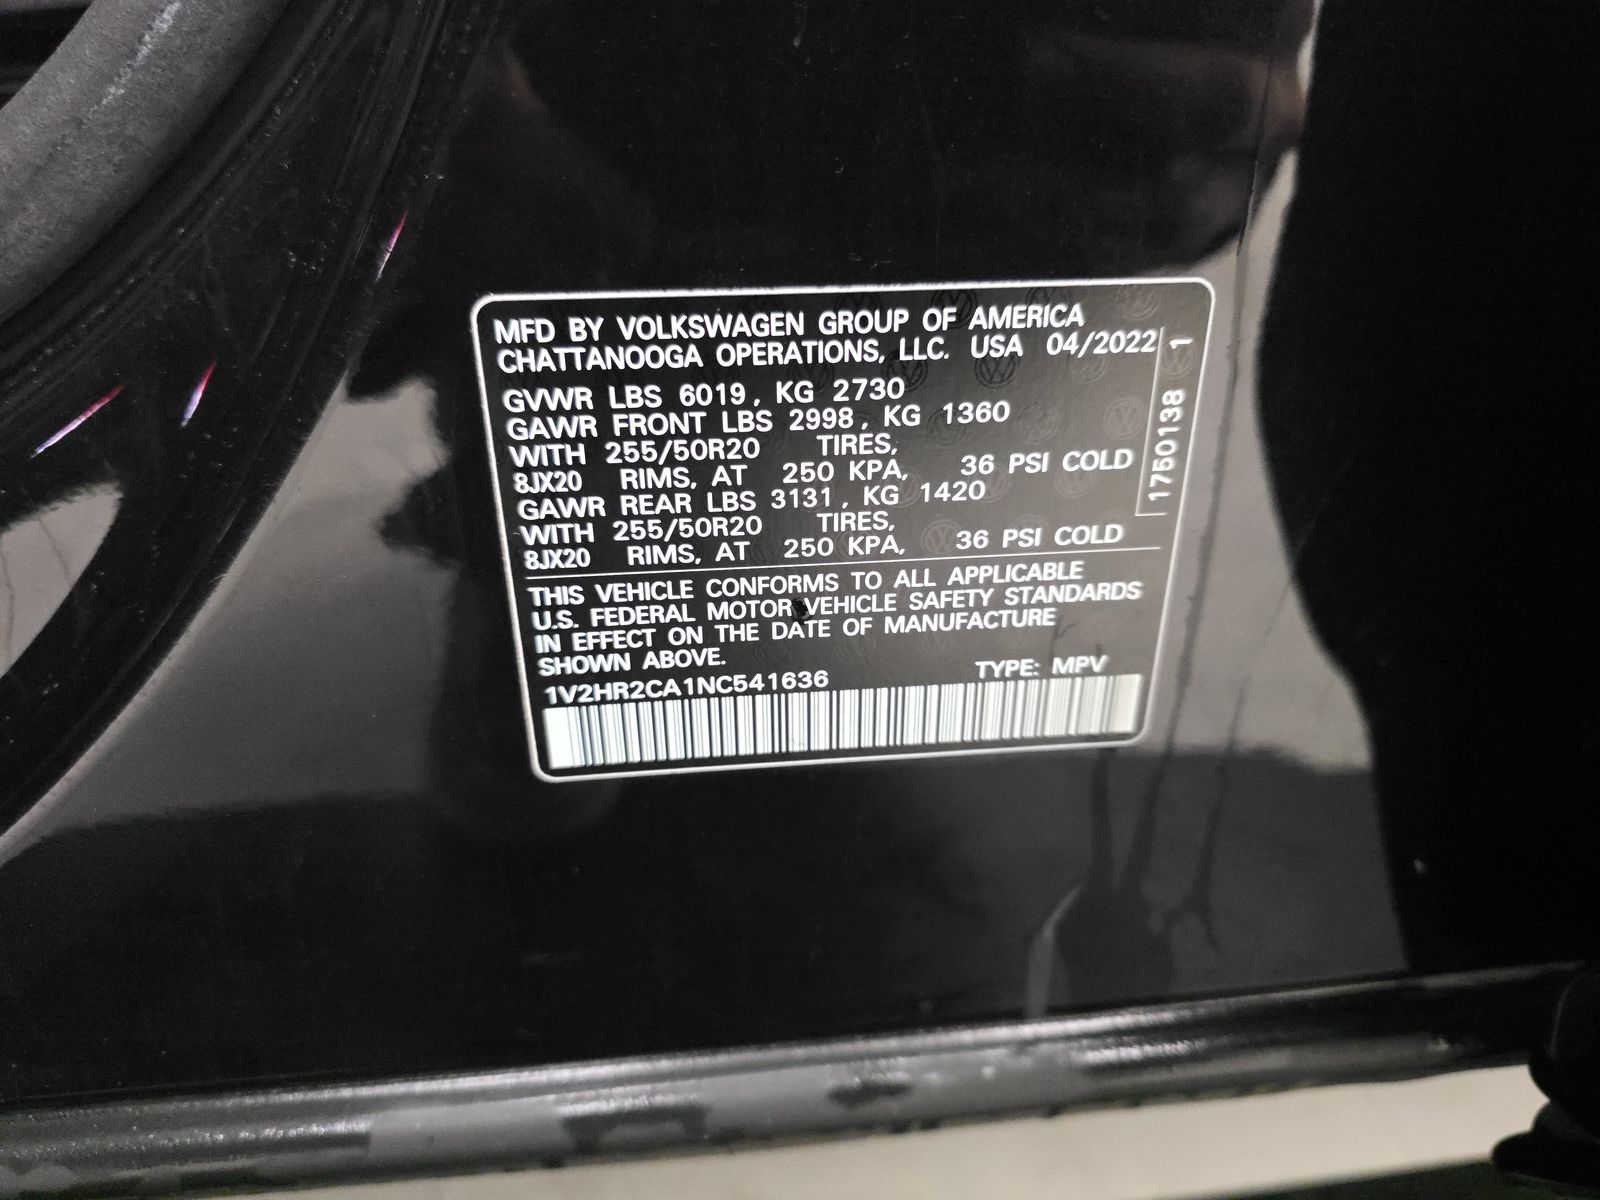 MFD BY VOLKSWAGEN GROUP OF AMERICA
CHATTANOOGA OPERATIONS, LLC. USA 04/2022
GVWR LBS 6019, KG 2730
GAWR FRONT LBS 2998, KG 1360
WITH 255/50R20 TIRES,
8JX20 RIMS, AT 250 KPA, 36 PSI COLD
GAWR REAR LBS 3131, KG 1420
WITH 255/50R20 TIRES,
8JX20 RIMS, AT 250 KPA, 36 PSI COLD
1750138 1
THIS VEHICLE CONFORMS TO ALL APPLICABLE
U.S. FEDERAL MOTOR VEHICLE SAFETY STANDARDS
IN EFFECT ON THE DATE OF MANUFACTURE
SHOWN ABOVE.
1V2HR2CA1NC541636 TYPE: MPV